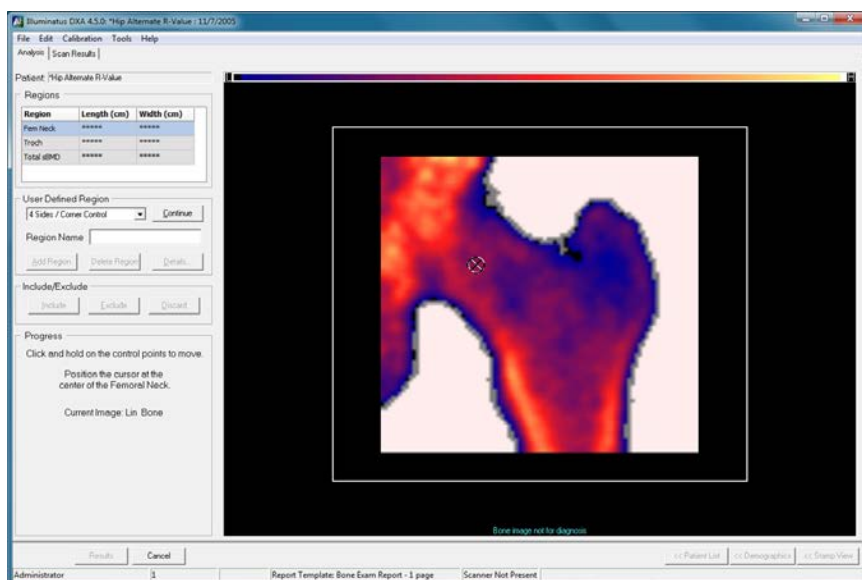 Illuminatus DXA 4.5.0: *Hip Alternate R-Value : 11/7/2005
File Edit Calibration Tools Help
Analysis Scan Results
Patient *Hip Alternate R-Value
L H
Regions
Region Length (cm) Width (cm)
Fem Neck ***** *****
Troch ***** *****
Total sBMD ***** *****
User Defined Region
4 Sides / Corner Control Continue
Region Name
Add Region Delete Region Details...
Include/Exclude
Include Exclude Discard
Progress
Click and hold on the control points to move.
Position the cursor at the
center of the Femoral Neck.
Current Image: Lin Bone
Bone image not for diagnosis
Results Cancel << Patient List << Demographics << Stamp View
Administrator 1 Report Template: Bone Exam Report - 1 page Scanner Not Present